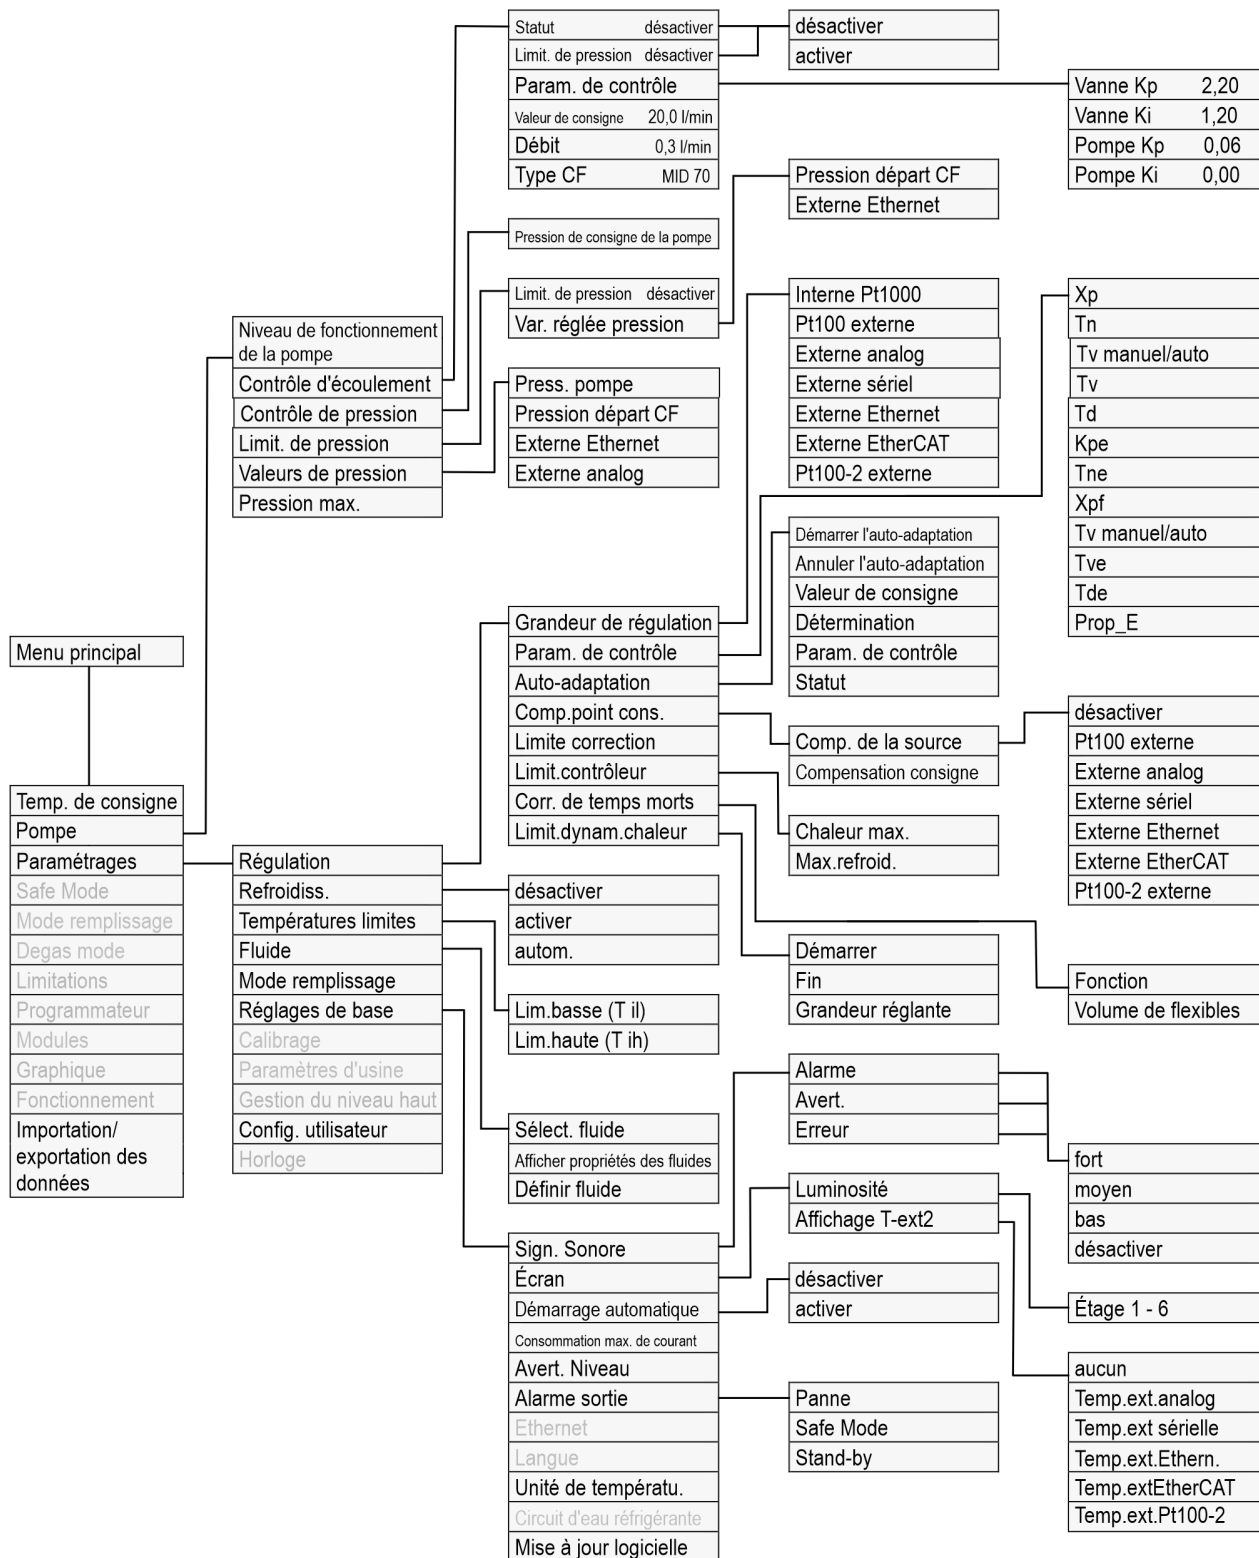 Menu principal
Temp. de consigne
Pompe
Paramétrages
Safe Mode
Mode remplissage
Degas mode
Limitations
Programmateur
Modules
Graphique
Fonctionnement
Importation/
exportation des
données
Niveau de fonctionnement
de la pompe
Contrôle d'écoulement
Contrôle de pression
Limit. de pression
Valeurs de pression
Pression max.
Régulation
Refroidiss.
Températures limites
Fluide
Mode remplissage
Réglages de base
Calibrage
Paramètres d'usine
Gestion du niveau haut
Config. utilisateur
Horloge
Statut désactiver
Limit. de pression désactiver
Param. de contrôle
Valeur de consigne 20,0 l/min
Débit 0,3 l/min
Type CF MID 70
Pression de consigne de la pompe
Limit. de pression désactiver
Var. réglée pression
Press. pompe
Pression départ CF
Externe Ethernet
Externe analog
Grandeur de régulation
Param. de contrôle
Auto-adaptation
Comp.point cons.
Limite correction
Limit.contrôleur
Corr. de temps morts
Limit.dynam.chaleur
désactiver
activer
autom.
Lim.basse (T il)
Lim.haute (T ih)
Sélect. fluide
Afficher propriétés des fluides
Définir fluide
Sign. Sonore
Écran
Démarrage automatique
Consommation max. de courant
Avert. Niveau
Alarme sortie
Ethernet
Langue
Unité de températu.
Circuit d'eau réfrigérante
Mise à jour logicielle
désactiver
activer
Pression départ CF
Externe Ethernet
Interne Pt1000
Pt100 externe
Externe analog
Externe sériel
Externe Ethernet
Externe EtherCAT
Pt100-2 externe
Démarrer l'auto-adaptation
Annuler l'auto-adaptation
Valeur de consigne
Détermination
Param. de contrôle
Statut
Comp. de la source
Compensation consigne
Chaleur max.
Max.refroid.
Démarrer
Fin
Grandeur réglante
Alarme
Avert.
Erreur
Luminosité
Affichage T-ext2
désactiver
activer
Panne
Safe Mode
Stand-by
Vanne Kp 2,20
Vanne Ki 1,20
Pompe Kp 0,06
Pompe Ki 0,00
Xp
Tn
Tv manuel/auto
Tv
Td
Kpe
Tne
Xpf
Tv manuel/auto
Tve
Tde
Prop_E
désactiver
Pt100 externe
Externe analog
Externe sériel
Externe Ethernet
Externe EtherCAT
Pt100-2 externe
Fonction
Volume de flexibles
fort
moyen
bas
désactiver
Étage 1 - 6
aucun
Temp.ext.analog
Temp.ext sérielle
Temp.ext.Ethern.
Temp.extEtherCAT
Temp.ext.Pt100-2